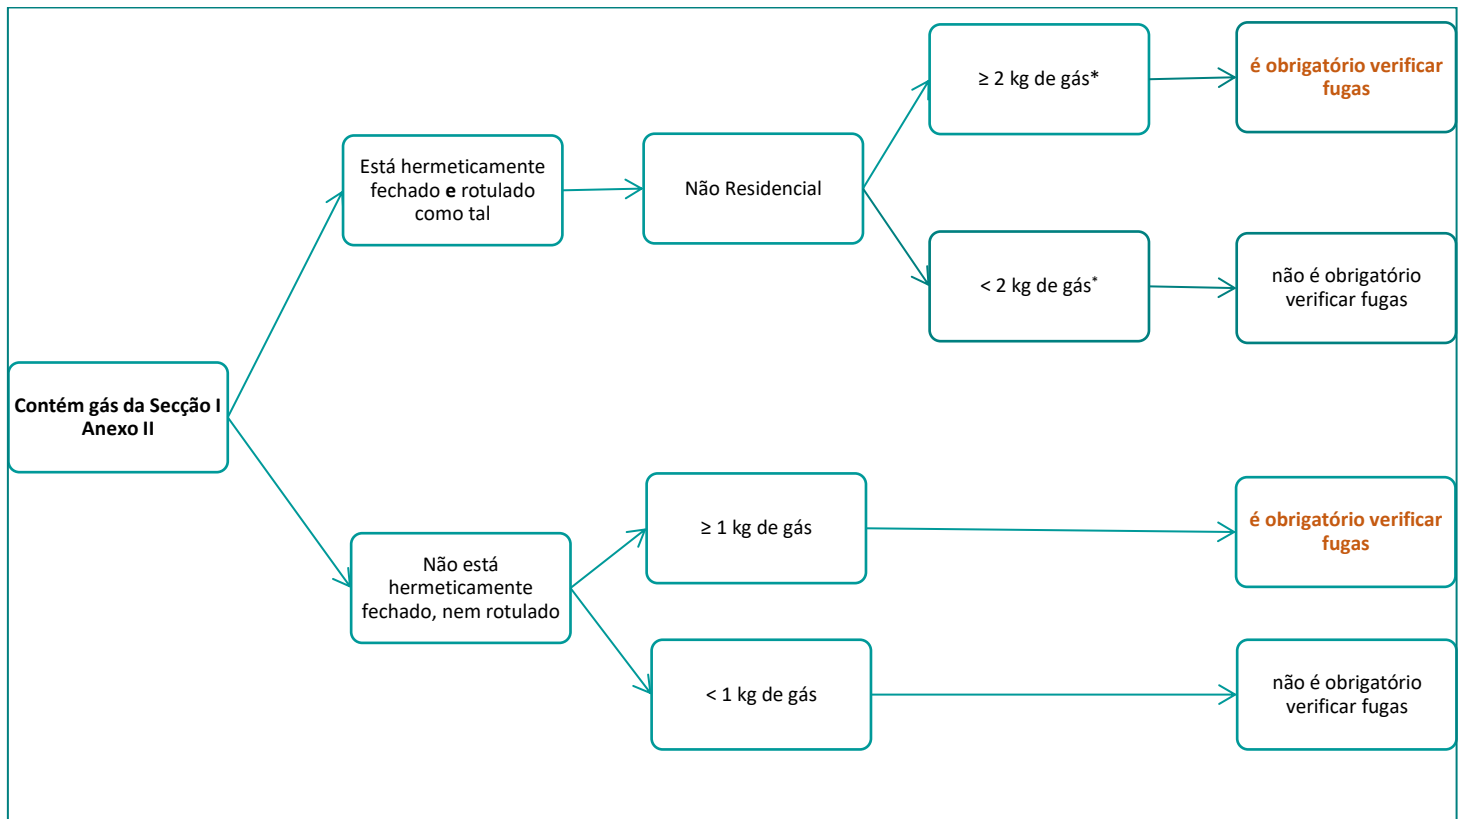 Contém gás da Secção I
Anexo II
Está hermeticamente
fechado e rotulado
como tal
Não Residencial
≥ 2 kg de gás*
é obrigatório verificar
fugas
< 2 kg de gás*
não é obrigatório
verificar fugas
Não está
hermeticamente
fechado, nem rotulado
≥ 1 kg de gás
é obrigatório verificar
fugas
< 1 kg de gás
não é obrigatório
verificar fugas